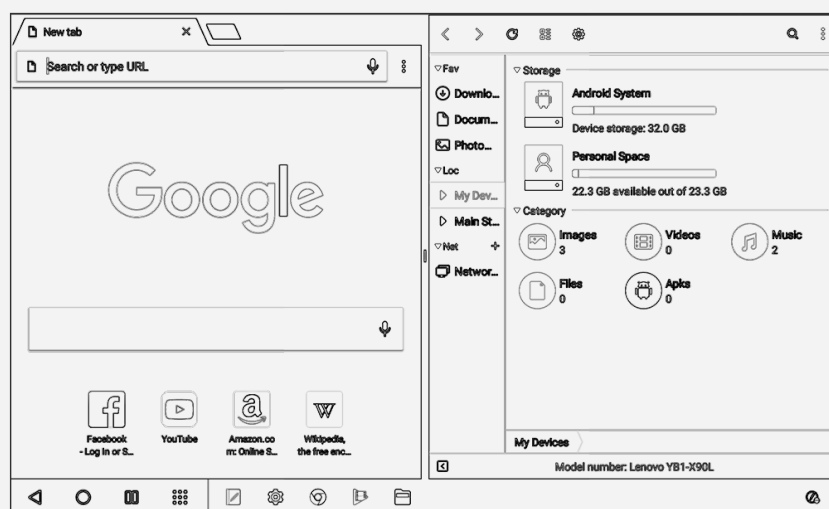 New tab
Search or type URL
Google
Facebook
- Log In or S...
YouTube
Amazon.co
m: Online S...
Wikipedia,
the free enc...
Fav
Downlo...
Docum...
Photo...
Loc
My Dev...
Main St...
Net
Networ...
Storage
Android System
Device storage: 32.0 GB
Personal Space
22.3 GB available out of 23.3 GB
Category
Images
3
Videos
0
Music
2
Files
0
Apks
0
My Devices
Model number: Lenovo YB1-X90L